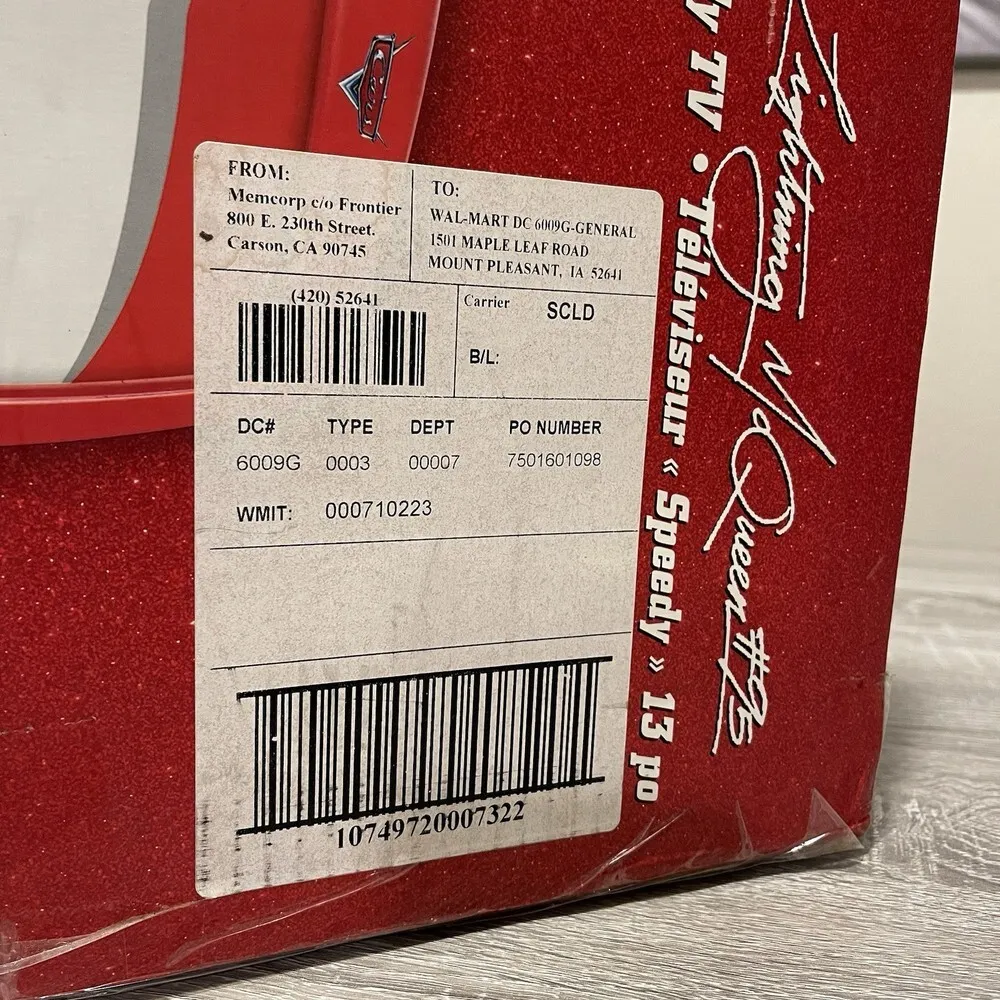 Cars
FROM:
Memcorp c/o Frontier
800 E. 230th Street.
Carson, CA 90745
TO:
WAL-MART DC 6009G-GENERAL
1501 MAPLE LEAF ROAD
MOUNT PLEASANT, IA 52641
(420) 52641
Carrier SCLD
B/L:
DC# TYPE DEPT PO NUMBER
6009G 0003 00007 7501601098
WMIT: 000710223
10749720007322
y TV • Téléviseur « Speedy » 13 po
Lightning McQueen #95